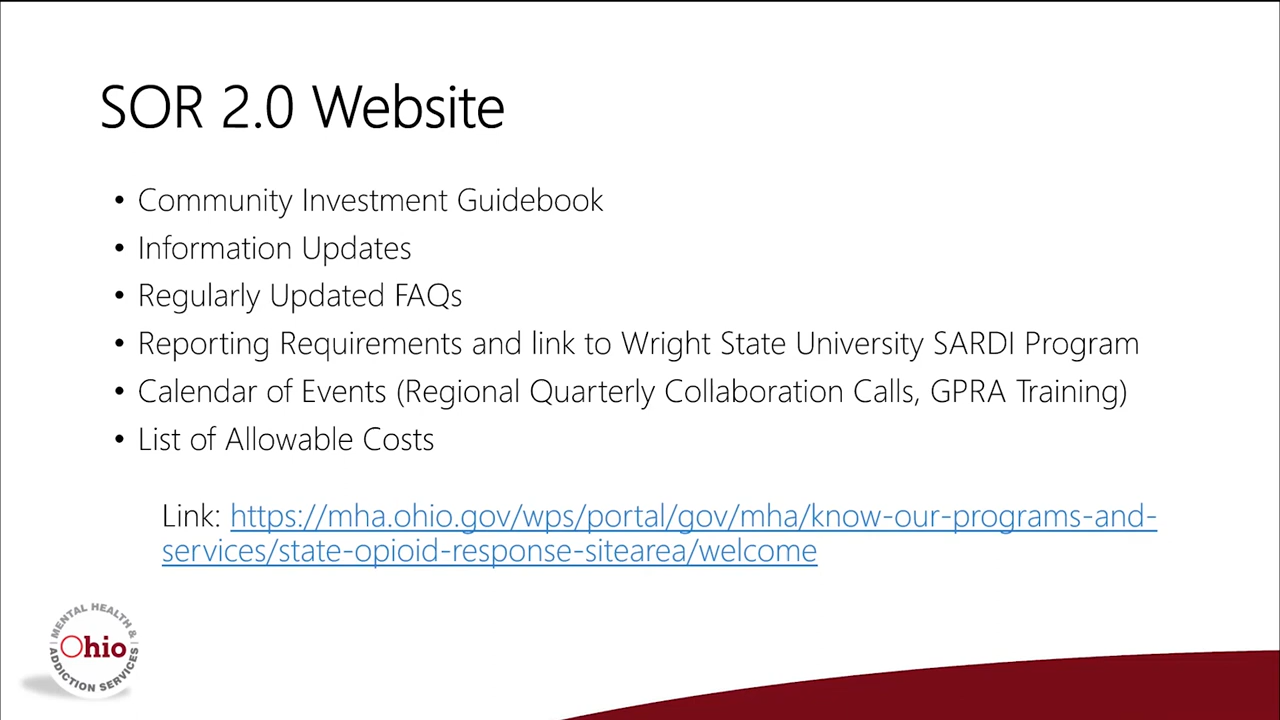 SOR 2.0 Website
• Community Investment Guidebook
• Information Updates
• Regularly Updated FAQs
• Reporting Requirements and link to Wright State University SARDI Program
• Calendar of Events (Regional Quarterly Collaboration Calls, GPRA Training)
• List of Allowable Costs
Link: https://mha.ohio.gov/wps/portal/gov/mha/know-our-programs-and-
services/state-opioid-response-sitearea/welcome
MENTAL HEALTH &
Ohio
ADDICTION SERVICES